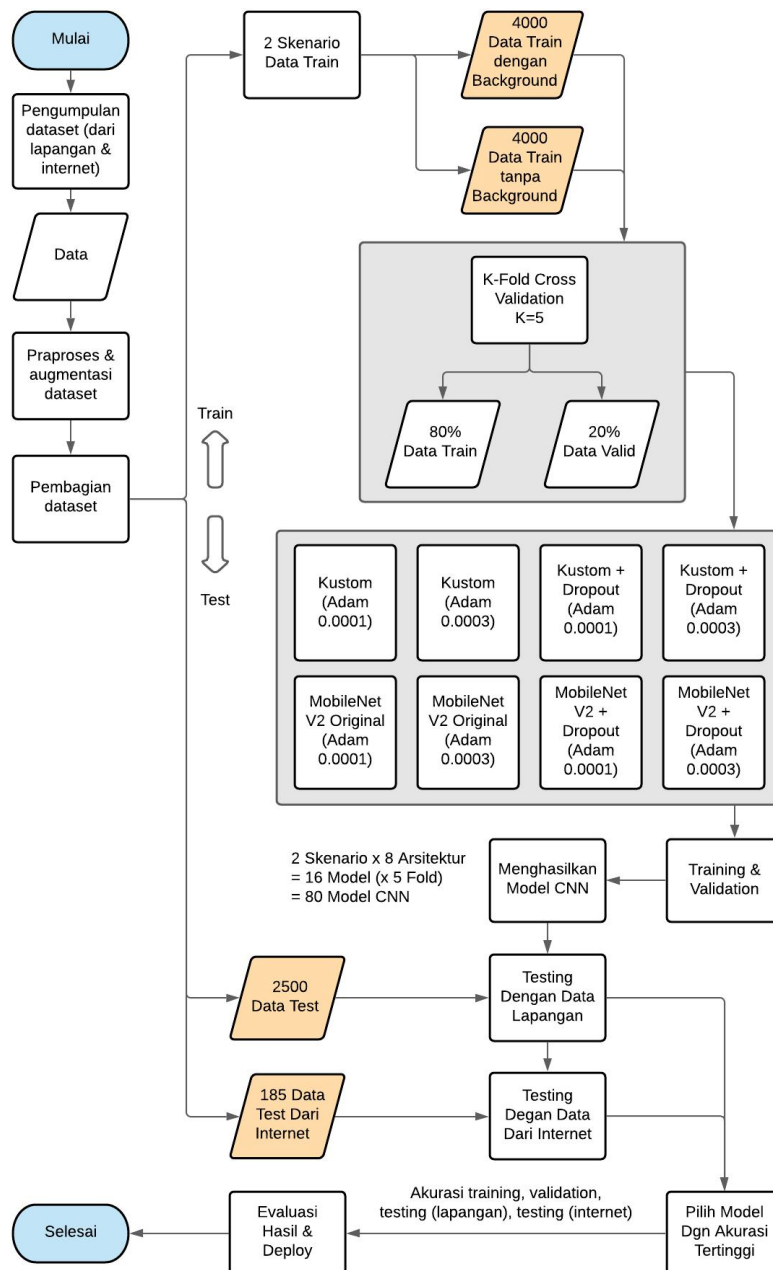 Mulai
Pengumpulan
dataset (dari
lapangan &
internet)
Data
Praproses &
augmentasi
dataset
Pembagian
dataset
Train
Test
2 Skenario
Data Train
4000
Data Train
dengan
Background
4000
Data Train
tanpa
Background
K-Fold Cross
Validation
K=5
80%
Data Train
20%
Data Valid
Kustom
(Adam
0.0001)
Kustom
(Adam
0.0003)
Kustom +
Dropout
(Adam
0.0001)
Kustom +
Dropout
(Adam
0.0003)
MobileNet
V2 Original
(Adam
0.0001)
MobileNet
V2 Original
(Adam
0.0003)
MobileNet
V2 +
Dropout
(Adam
0.0001)
MobileNet
V2 +
Dropout
(Adam
0.0003)
Training &
Validation
Menghasilkan
Model CNN
2 Skenario x 8 Arsitektur
= 16 Model (x 5 Fold)
= 80 Model CNN
2500
Data Test
Testing
Dengan Data
Lapangan
185 Data
Test Dari
Internet
Testing
Degan Data
Dari Internet
Pilih Model
Dgn Akurasi
Tertinggi
Akurasi training, validation,
testing (lapangan), testing (internet)
Evaluasi
Hasil &
Deploy
Selesai